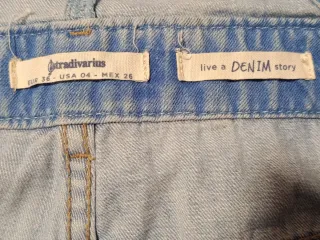 stradivarius
EUR 36 - USA 04 - MEX 26
live a DENIM story